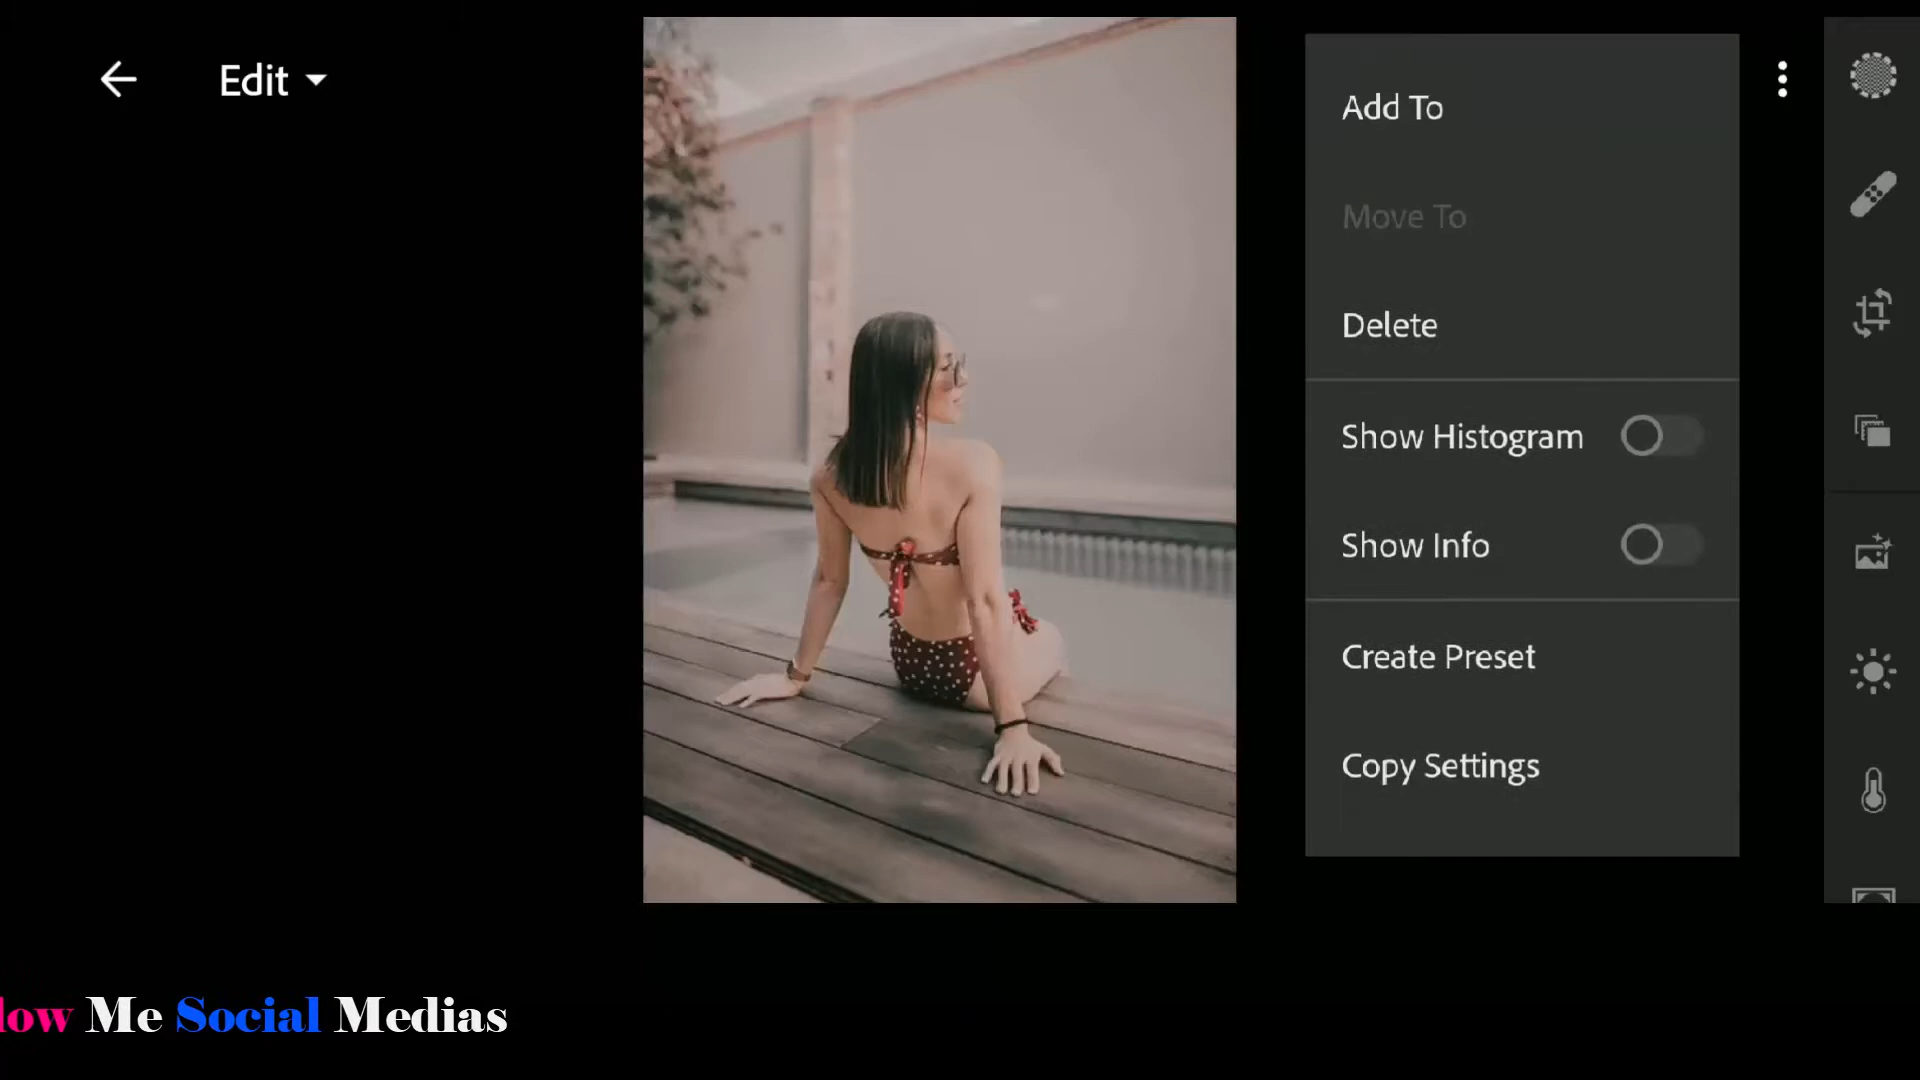 Edit
Add To
Move To
Delete
Show Histogram
Show Info
Create Preset
Copy Settings
low Me Social Medias